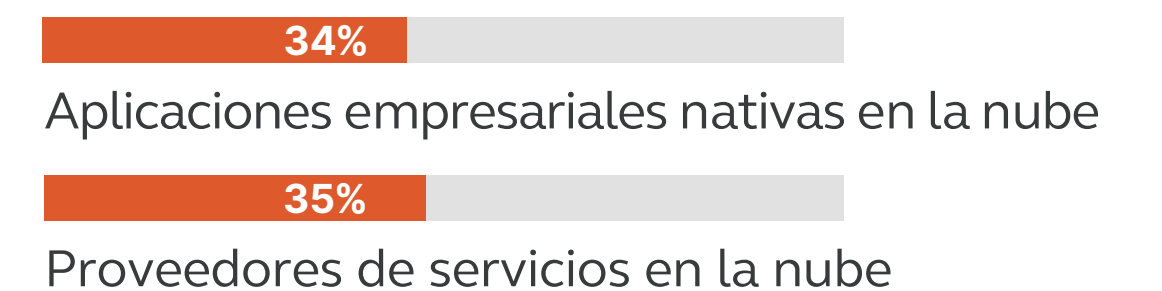 34%
Aplicaciones empresariales nativas en la nube
35%
Proveedores de servicios en la nube